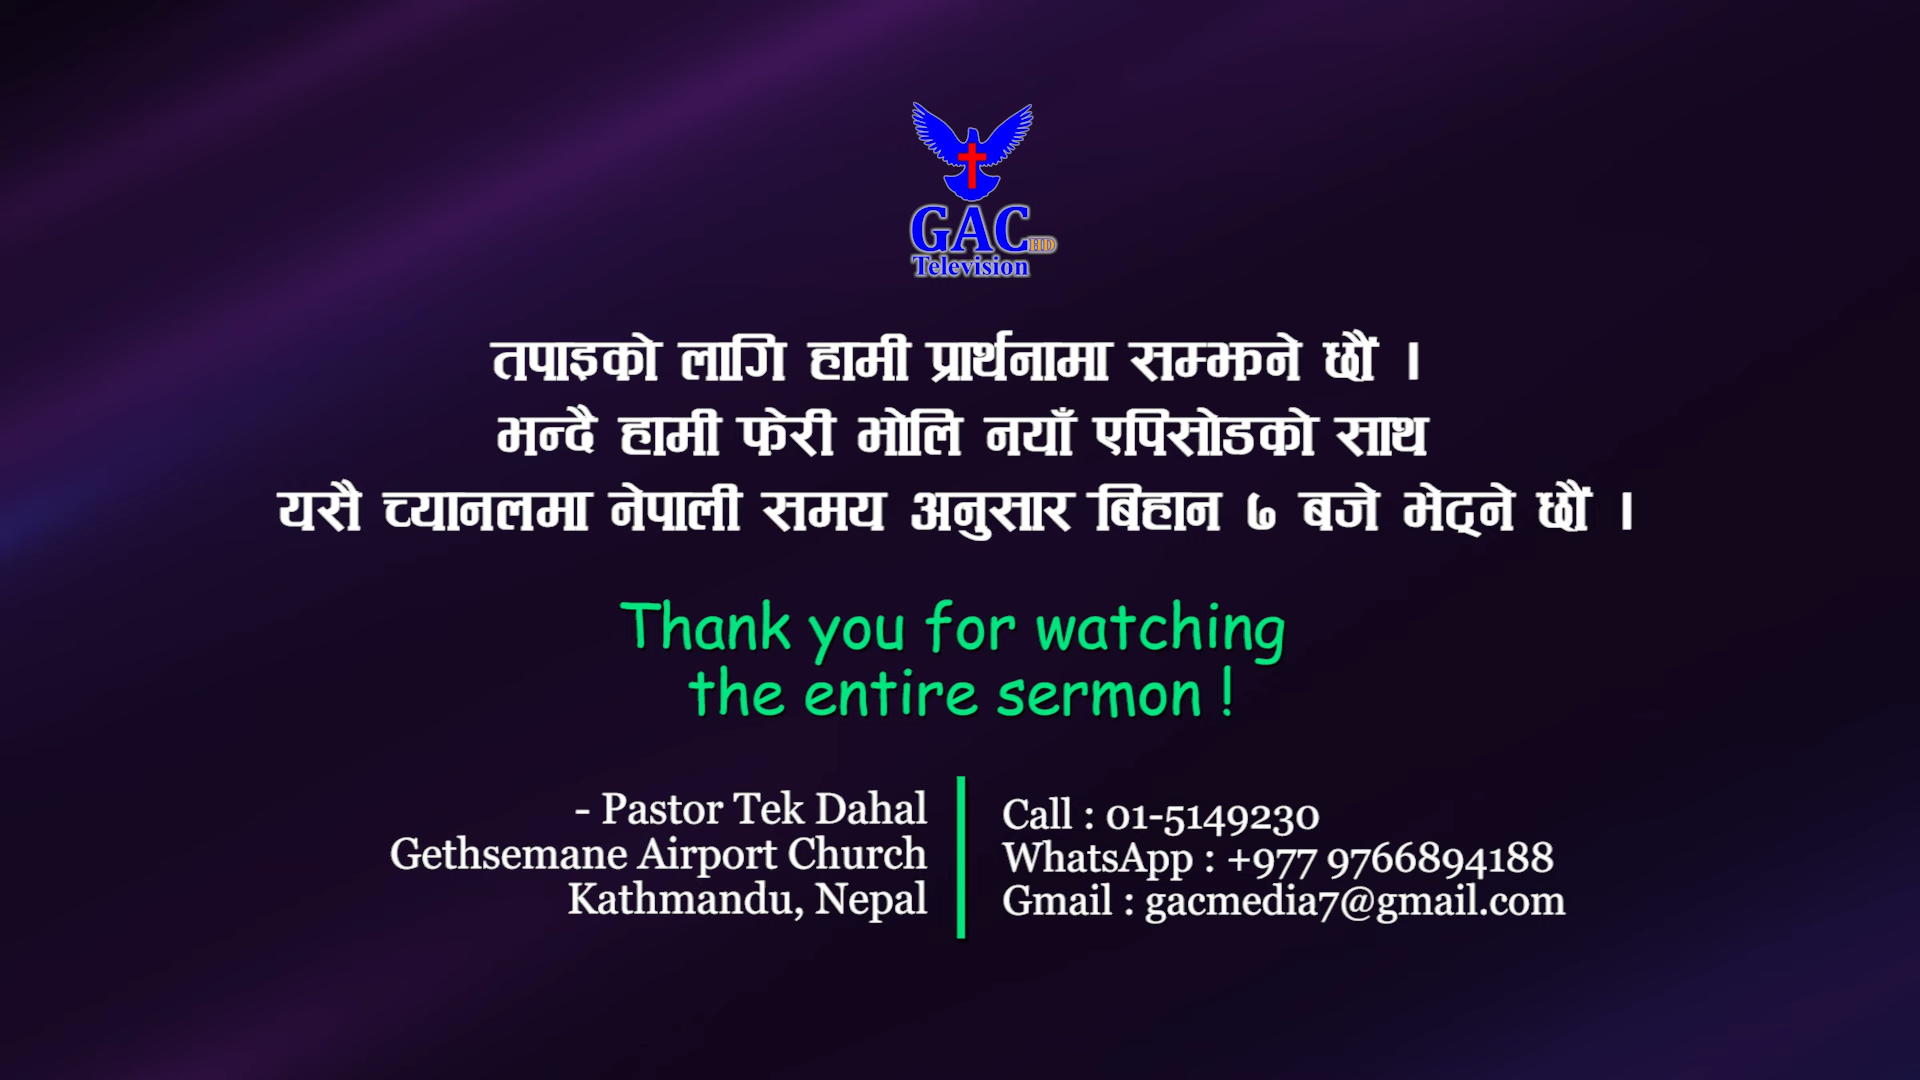 GAC HD
Television
तपाइको लागि हामी प्रार्थनामा सम्झने छौं ।
भन्दै हामी फेरी भोलि नयाँ एपिसोडको साथ
यसै च्यानलमा नेपाली समय अनुसार बिहान ७ बजे भेट्ने छौं ।
Thank you for watching
the entire sermon !
- Pastor Tek Dahal
Gethsemane Airport Church
Kathmandu, Nepal
Call : 01-5149230
WhatsApp : +977 9766894188
Gmail : gacmedia7@gmail.com